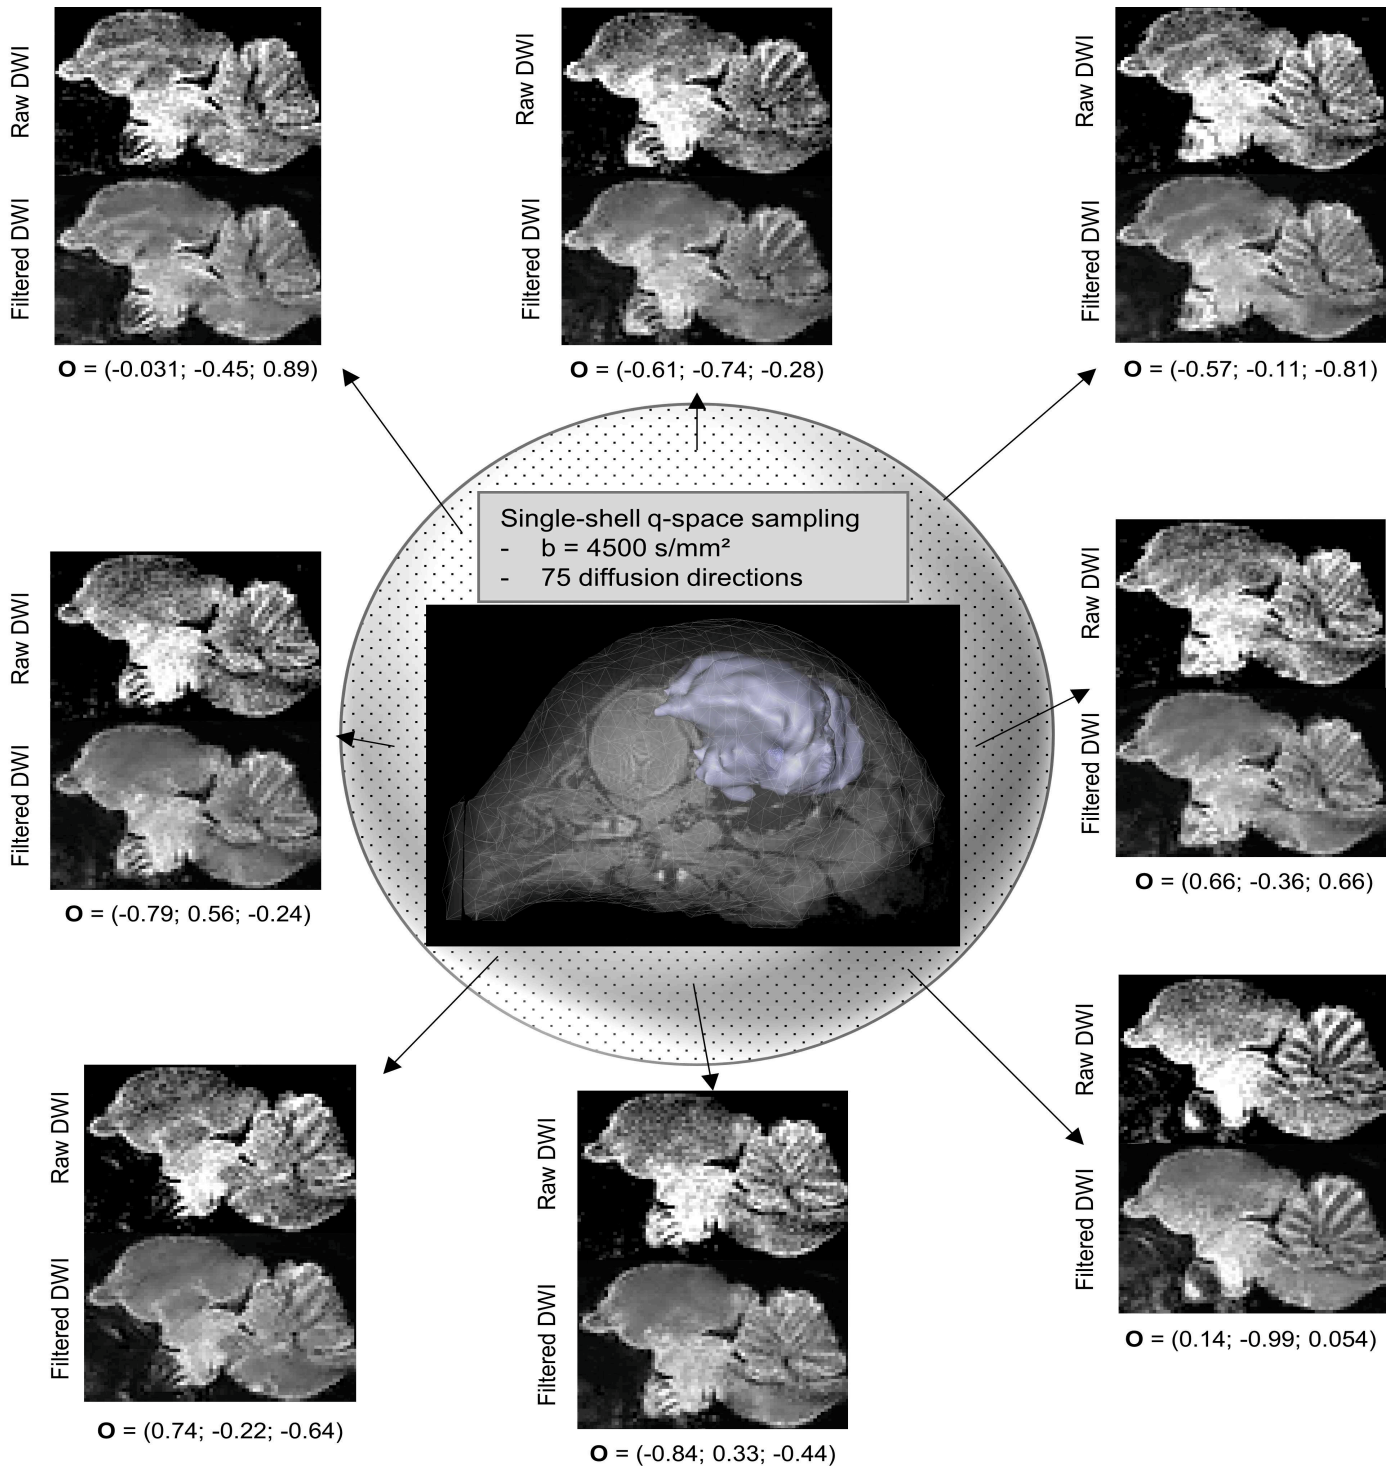 Raw DWI
Filtered DWI
O = (-0.031; -0.45; 0.89)
Raw DWI
Filtered DWI
O = (-0.61; -0.74; -0.28)
Raw DWI
Filtered DWI
O = (-0.57; -0.11; -0.81)
Single-shell q-space sampling
- b = 4500 s/mm²
- 75 diffusion directions
Raw DWI
Filtered DWI
O = (-0.79; 0.56; -0.24)
Raw DWI
Filtered DWI
O = (0.66; -0.36; 0.66)
Raw DWI
Filtered DWI
O = (0.74; -0.22; -0.64)
Raw DWI
Filtered DWI
O = (-0.84; 0.33; -0.44)
Raw DWI
Filtered DWI
O = (0.14; -0.99; 0.054)